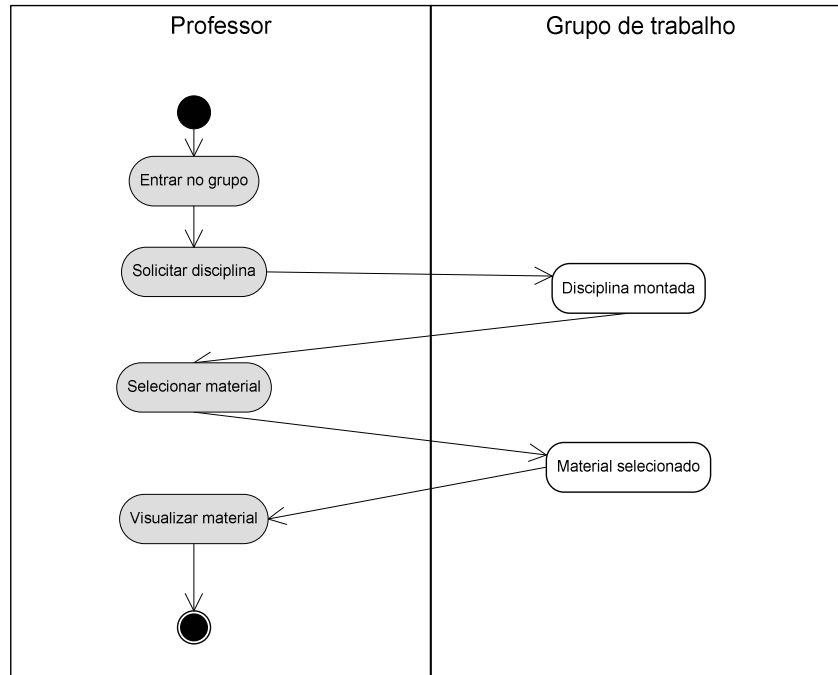 Professor
Grupo de trabalho
Entrar no grupo
Solicitar disciplina
Disciplina montada
Selecionar material
Material selecionado
Visualizar material